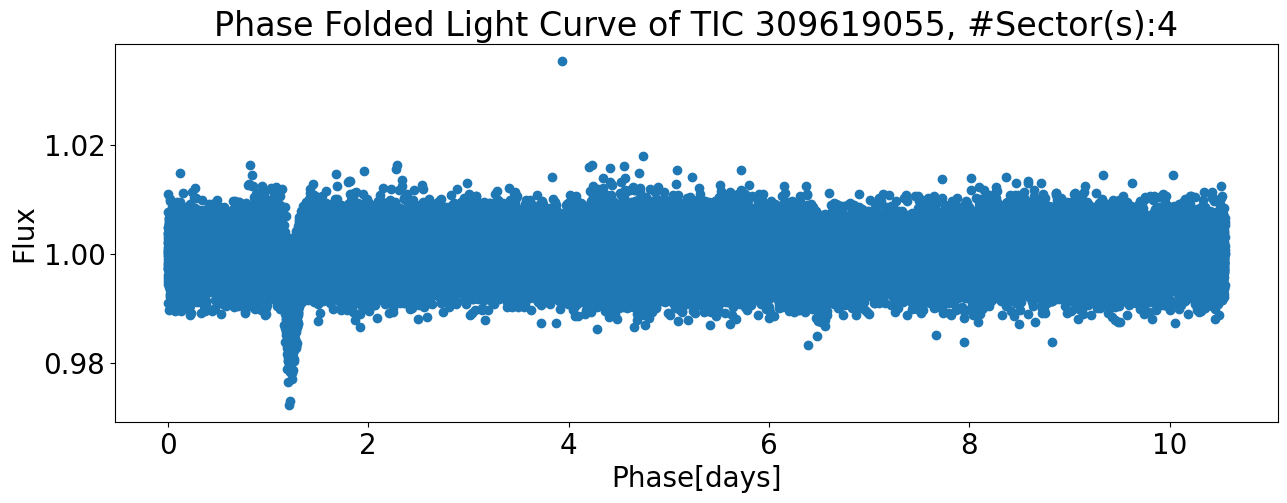 Phase Folded Light Curve of TIC 309619055, #Sector(s):4
Flux
1.02
1.00
0.98
0 2 4 6 8 10
Phase[days]